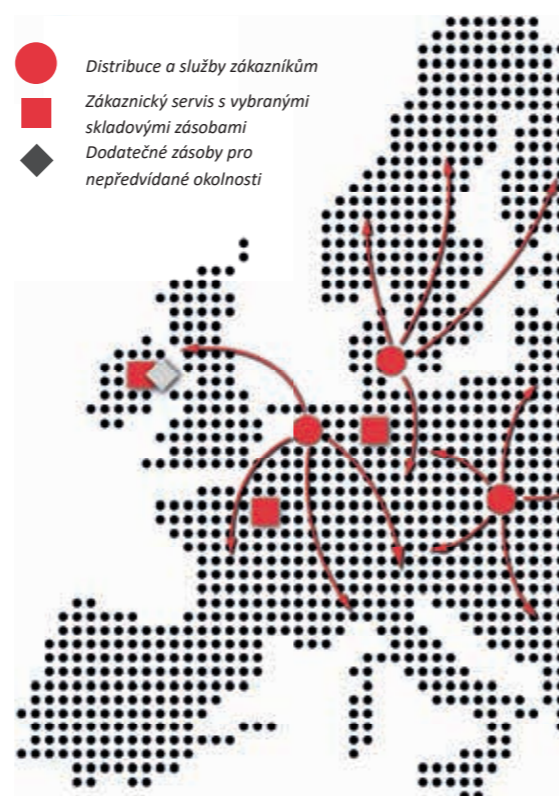 Distribuce a služby zákazníkům
Zákaznický servis s vybranými
skladovými zásobami
Dodatečné zásoby pro
nepředvídané okolnosti